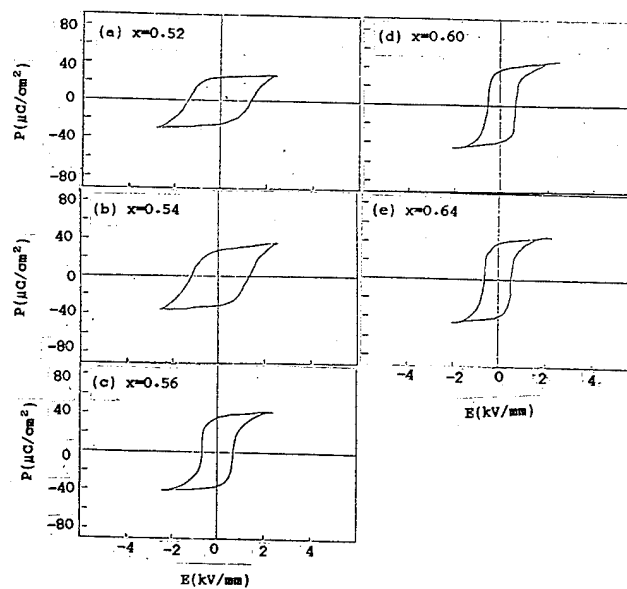 80
40
0
-40
-80
P(μC/cm²)
(a) x=0.52
(d) x=0.60
80
40
0
-40
-80
P(μC/cm²)
(b) x=0.54
(e) x=0.64
-4 -2 0 2 4
E(kV/mm)
80
40
0
-40
-80
P(μC/cm²)
(c) x=0.56
-4 -2 0 2 4
E(kV/mm)